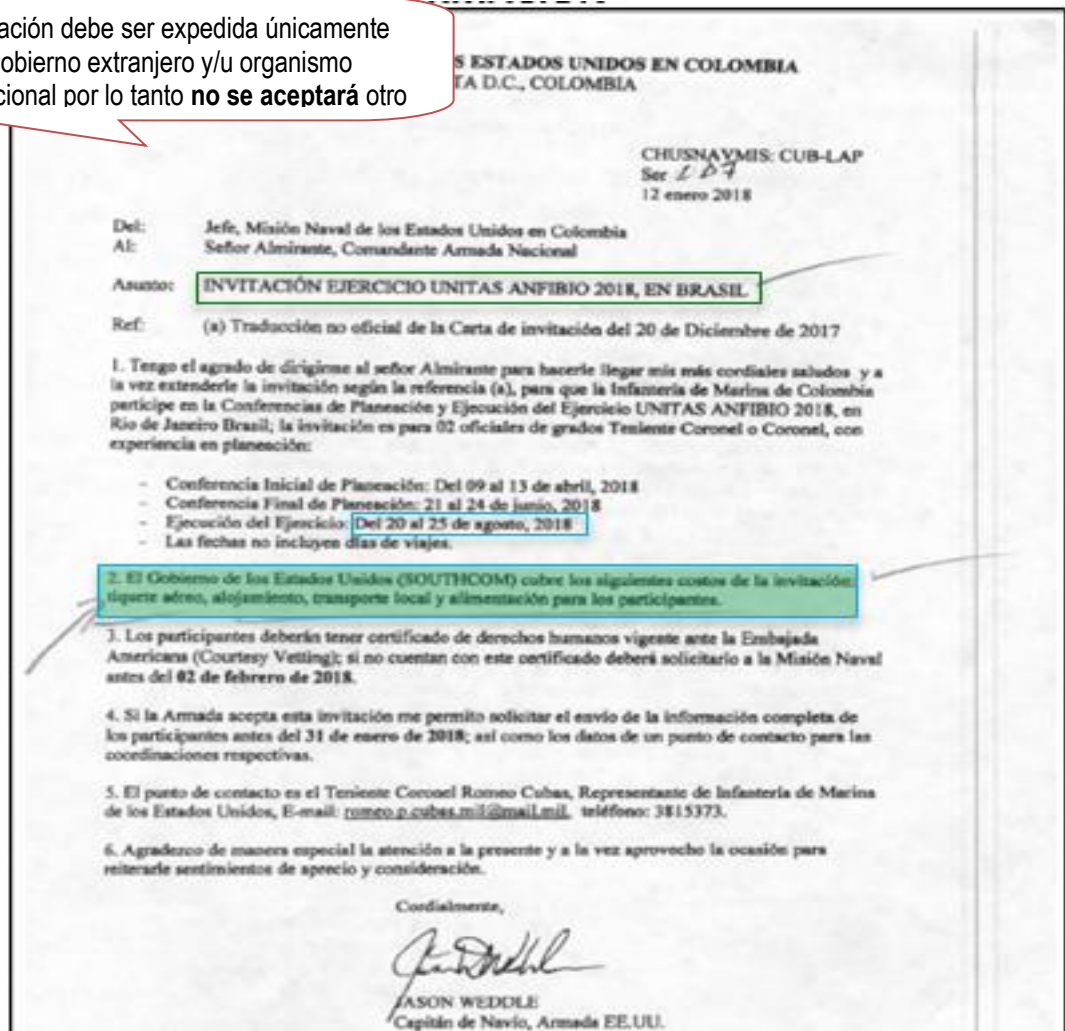 ación debe ser expedida únicamente
obierno extranjero y/u organismo
cional por lo tanto no se aceptará otro
S ESTADOS UNIDOS EN COLOMBIA
TA D.C., COLOMBIA
CHUSNAVMIS: CUB-LAP
Ser
12 enero 2018
Del: Jefe, Misión Naval de los Estados Unidos en Colombia
Al: Señor Almirante, Comandante Armada Nacional
Asunto: INVITACIÓN EJERCICIO UNITAS ANFIBIO 2018, EN BRASIL
Ref: (a) Traducción no oficial de la Carta de invitación del 20 de Diciembre de 2017
1. Tengo el agrado de dirigirme al señor Almirante para hacerle llegar mis más cordiales saludos y a
la vez extenderle la invitación según la referencia (a), para que la Infantería de Marina de Colombia
participe en la Conferencias de Planeación y Ejecución del Ejercicio UNITAS ANFIBIO 2018, en
Rio de Janeiro Brasil; la invitación es para 02 oficiales de grados Teniente Coronel o Coronel, con
experiencia en planeación:
- Conferencia Inicial de Planeación: Del 09 al 13 de abril, 2018
- Conferencia Final de Planeación: 21 al 24 de junio, 2018
- Ejecución del Ejercicio: Del 20 al 25 de agosto, 2018
- Las fechas no incluyen días de viajes.
2. El Gobierno de los Estados Unidos (SOUTHCOM) cubre los siguientes costos de la invitación:
tiquete aéreo, alojamiento, transporte local y alimentación para los participantes.
3. Los participantes deberán tener certificado de derechos humanos vigente ante la Embajada
Americana (Courtesy Vetting); si no cuentan con este certificado deberá solicitarlo a la Misión Naval
antes del 02 de febrero de 2018.
4. Si la Armada acepta esta invitación me permito solicitar el envío de la información completa de
los participantes antes del 31 de enero de 2018; así como los datos de un punto de contacto para las
coordinaciones respectivas.
5. El punto de contacto es el Teniente Coronel Romeo Cubas, Representante de Infantería de Marina
de los Estados Unidos, E-mail: romeo.p.cubas.mil@mail.mil, teléfono: 3815373.
6. Agradezco de manera especial la atención a la presente y a la vez aprovecho la ocasión para
reiterarle sentimientos de aprecio y consideración.
Cordialmente,
JASON WEDDLE
Capitán de Navío, Armada EE.UU.